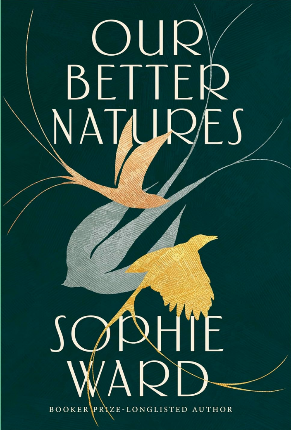 OUR
BETTER
NATURES
SOPHIE
WARD
BOOKER PRIZE-LONGLISTED AUTHOR